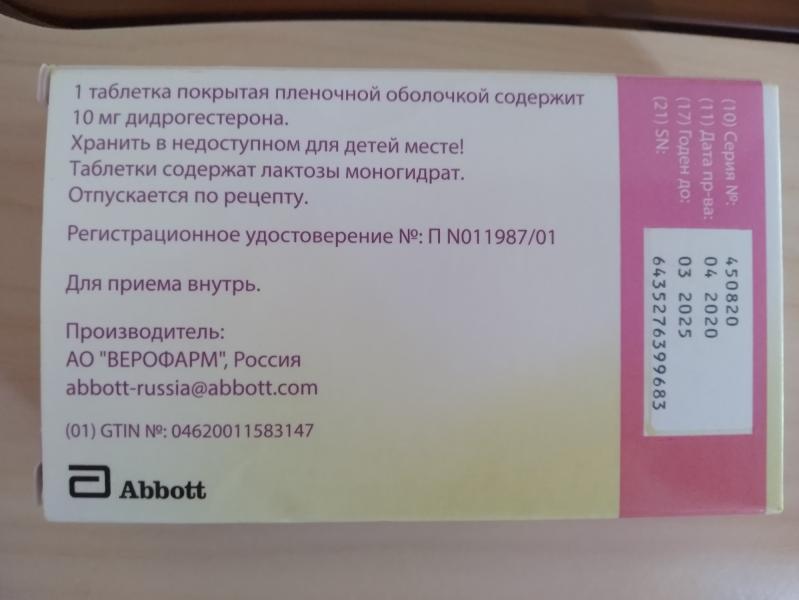 1 таблетка покрытая пленочной оболочкой содержит
10 мг дидрогестерона.
Хранить в недоступном для детей месте!
Таблетки содержат лактозы моногидрат.
Отпускается по рецепту.
Регистрационное удостоверение №: П N011987/01
Для приема внутрь.
Производитель:
АО "ВЕРОФАРМ", Россия
abbott-russia@abbott.com
(01) GTIN №: 04620011583147
Abbott
(10) Серия №:
(11) Дата пр-ва:
(17) Годен до:
(21) SN:
450820
04 2020
03 2025
6435276399683